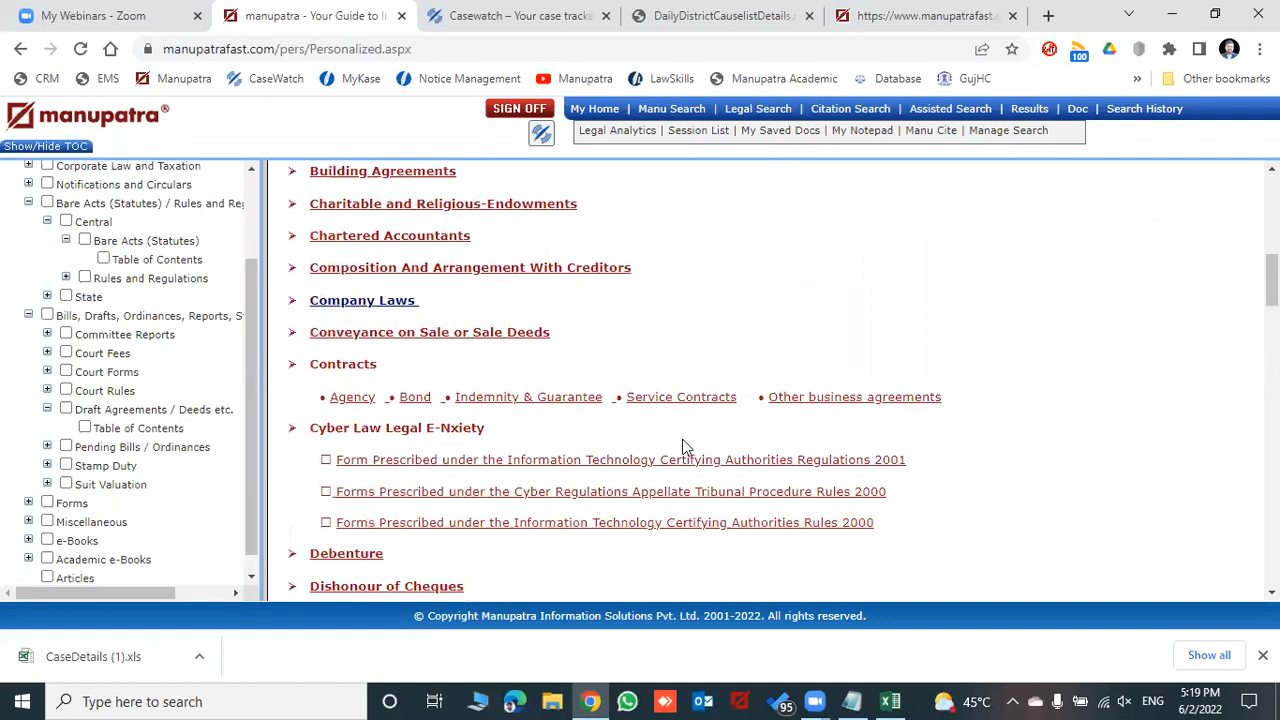 My Webinars - Zoom
manupatra - Your Guide to I
Casewatch – Your case track
DailyDistrictCauselistDetails.
https://www.manupatrafast.
manupatrafast.com/pers/Personalized.aspx
100
CRM
EMS
Manupatra
CaseWatch
MyKase
Notice Management
Manupatra
LawSkills
Manupatra Academic
Database
GujHC
»
Other bookmarks
manupatra®
SIGN OFF
My Home | Manu Search | Legal Search | Citation Search | Assisted Search | Results | Doc | Search History
Legal Analytics | Session List | My Saved Docs | My Notepad | Manu Cite | Manage Search
Show/Hide TOC
Corporate Law and Taxation
Notifications and Circulars
Bare Acts (Statutes) / Rules and Re
Central
Bare Acts (Statutes)
Table of Contents
Rules and Regulations
State
Bills, Drafts, Ordinances, Reports, S
Committee Reports
Court Fees
Court Forms
Court Rules
Draft Agreements / Deeds etc.
Table of Contents
Pending Bills / Ordinances
Stamp Duty
Suit Valuation
Forms
Miscellaneous
e-Books
Academic e-Books
Articles
Building Agreements
Charitable and Religious-Endowments
Chartered Accountants
Composition And Arrangement With Creditors
Company Laws
Conveyance on Sale or Sale Deeds
Contracts
• Agency • Bond • Indemnity & Guarantee • Service Contracts • Other business agreements
Cyber Law Legal E-Nxiety
Form Prescribed under the Information Technology Certifying Authorities Regulations 2001
Forms Prescribed under the Cyber Regulations Appellate Tribunal Procedure Rules 2000
Forms Prescribed under the Information Technology Certifying Authorities Rules 2000
Debenture
Dishonour of Cheques
© Copyright Manupatra Information Solutions Pvt. Ltd. 2001-2022. All rights reserved.
CaseDetails (1).xls
Show all
Type here to search
95
45°C
ENG
5:19 PM
6/2/2022